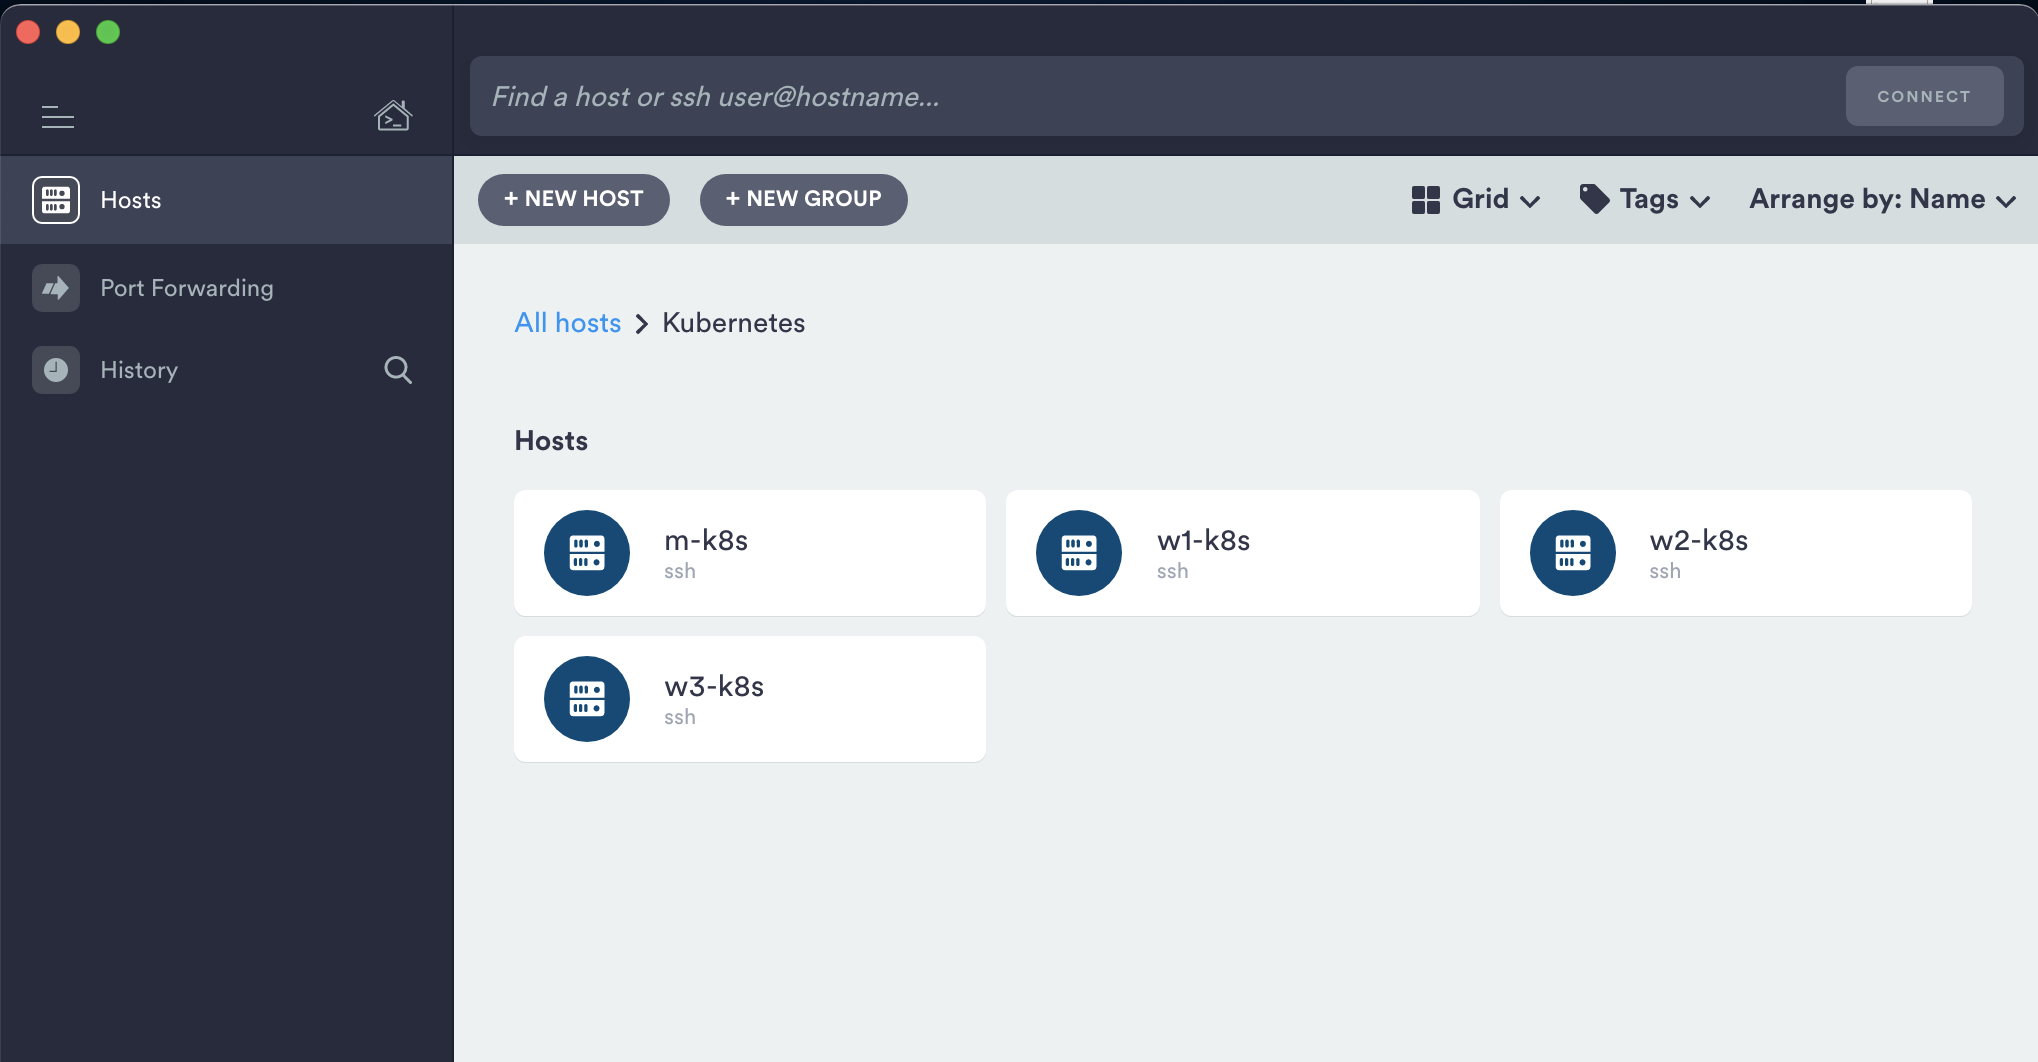 Find a host or ssh user@hostname...
CONNECT
Hosts
Port Forwarding
History
+ NEW HOST
+ NEW GROUP
Grid
Tags
Arrange by: Name
All hosts > Kubernetes
Hosts
m-k8s
ssh
w1-k8s
ssh
w2-k8s
ssh
w3-k8s
ssh